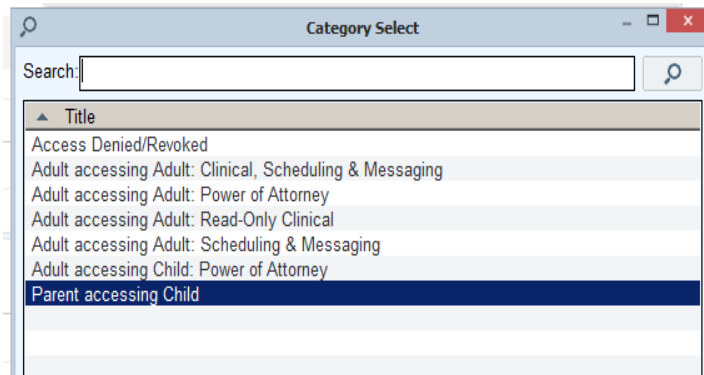 Category Select
Search:
Title
Access Denied/Revoked
Adult accessing Adult: Clinical, Scheduling & Messaging
Adult accessing Adult: Power of Attorney
Adult accessing Adult: Read-Only Clinical
Adult accessing Adult: Scheduling & Messaging
Adult accessing Child: Power of Attorney
Parent accessing Child